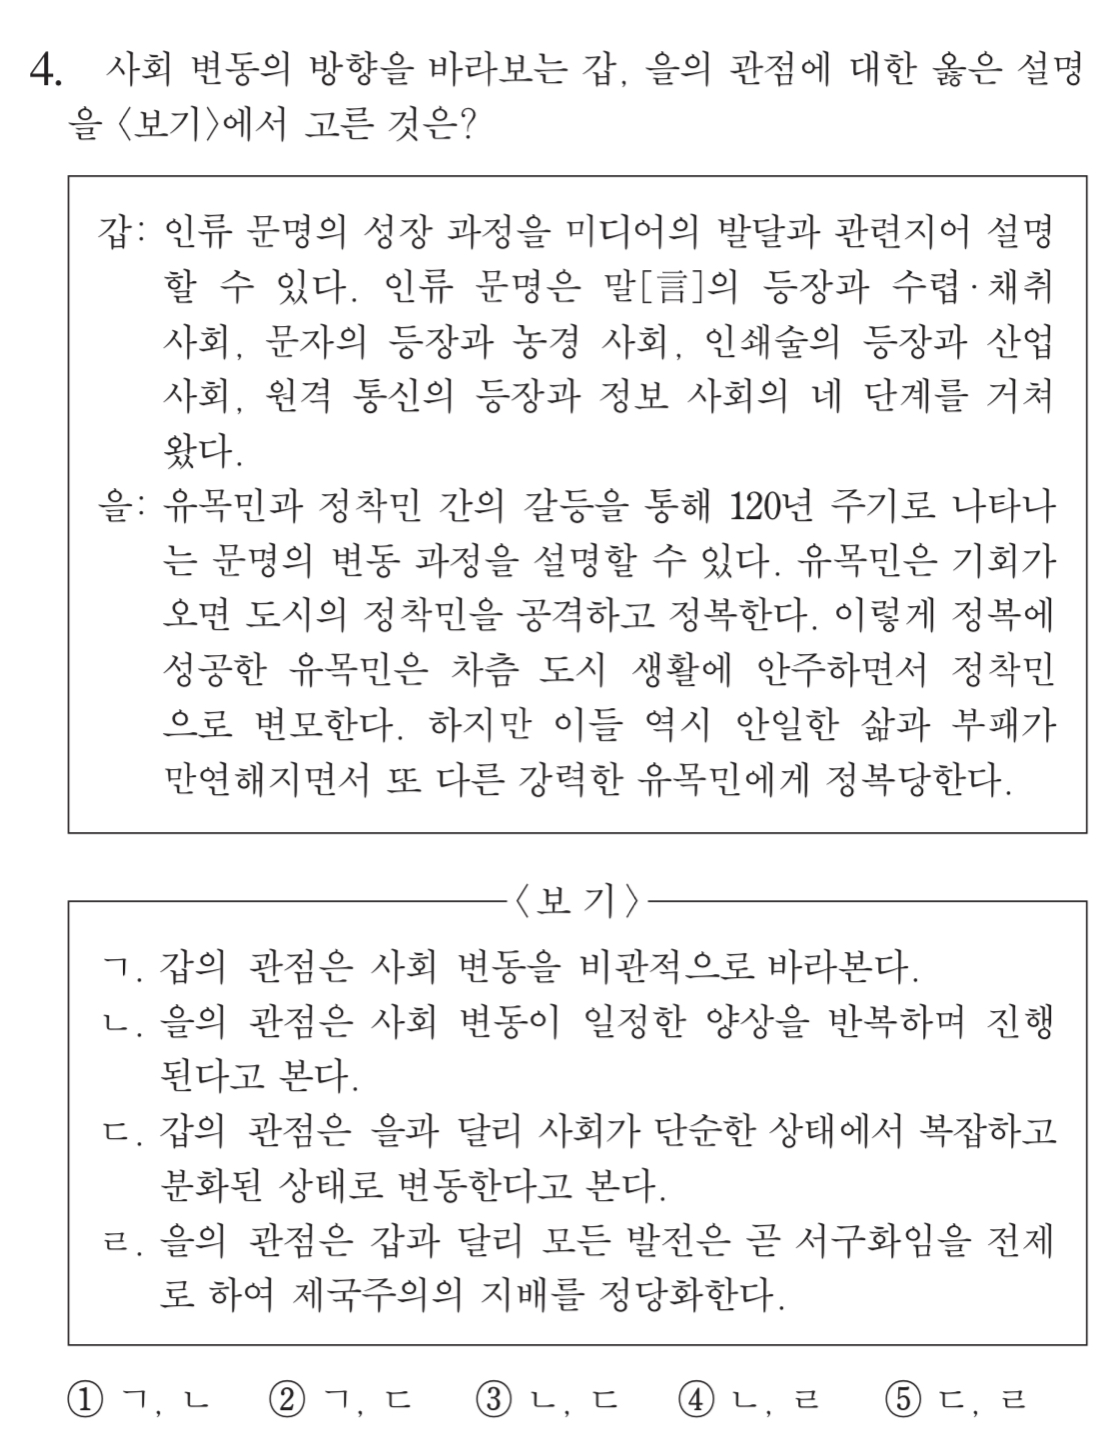 4. 사회 변동의 방향을 바라보는 갑, 을의 관점에 대한 옳은 설명
을 〈보기〉에서 고른 것은?
갑: 인류 문명의 성장 과정을 미디어의 발달과 관련지어 설명
할 수 있다. 인류 문명은 말[言]의 등장과 수렵·채취
사회, 문자의 등장과 농경 사회, 인쇄술의 등장과 산업
사회, 원격 통신의 등장과 정보 사회의 네 단계를 거쳐
왔다.
을: 유목민과 정착민 간의 갈등을 통해 120년 주기로 나타나
는 문명의 변동 과정을 설명할 수 있다. 유목민은 기회가
오면 도시의 정착민을 공격하고 정복한다. 이렇게 정복에
성공한 유목민은 차츰 도시 생활에 안주하면서 정착민
으로 변모한다. 하지만 이들 역시 안일한 삶과 부패가
만연해지면서 또 다른 강력한 유목민에게 정복당한다.
〈보 기〉
ㄱ. 갑의 관점은 사회 변동을 비관적으로 바라본다.
ㄴ. 을의 관점은 사회 변동이 일정한 양상을 반복하며 진행
된다고 본다.
ㄷ. 갑의 관점은 을과 달리 사회가 단순한 상태에서 복잡하고
분화된 상태로 변동한다고 본다.
ㄹ. 을의 관점은 갑과 달리 모든 발전은 곧 서구화임을 전제
로 하여 제국주의의 지배를 정당화한다.
① ㄱ, ㄴ ② ㄱ, ㄷ ③ ㄴ, ㄷ ④ ㄴ, ㄹ ⑤ ㄷ, ㄹ